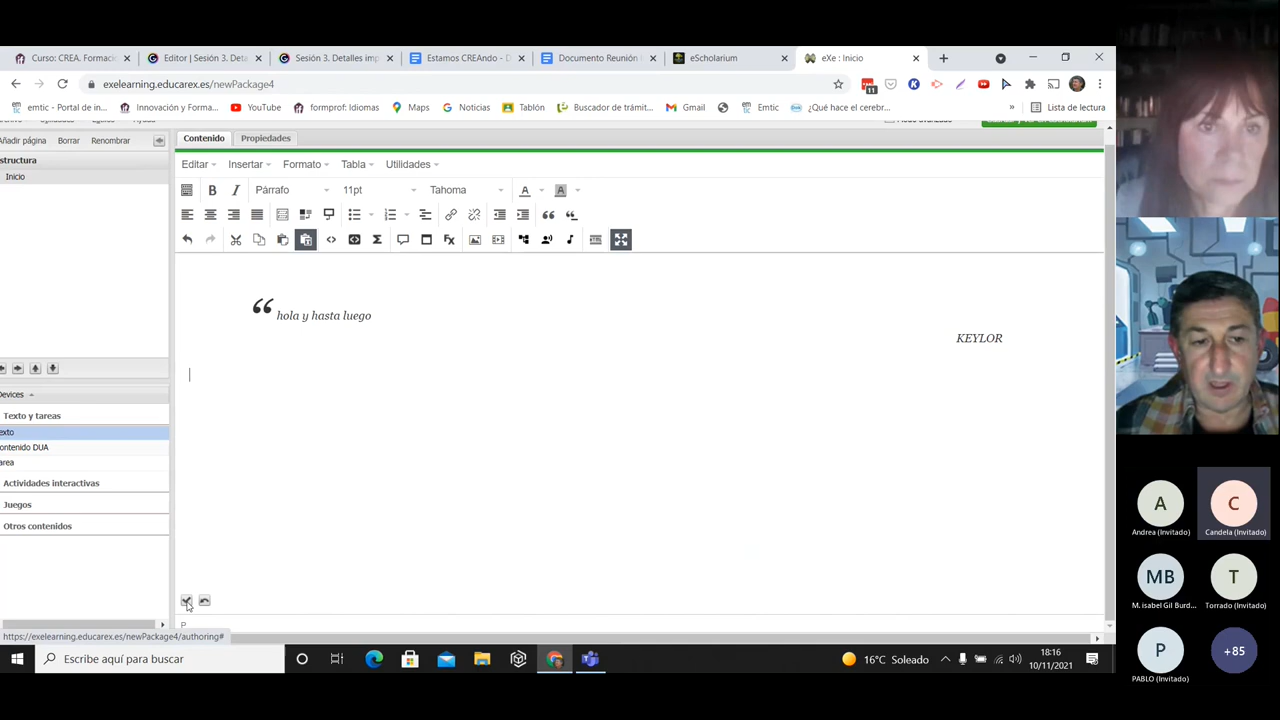 Curso: CREA. Formació
Editor | Sesión 3. Deta
Sesión 3. Detalles imp
Estamos CREAndo - D
Documento Reunión
eScholarium
eXe : Inicio
exelearning.educarex.es/newPackage4
11
emtic - Portal de in...
Innovación y Forma...
YouTube
formprof: Idiomas
Maps
Noticias
Tablón
Buscador de trámit...
Gmail
Emtic
¿Qué hace el cerebr...
»
Lista de lectura
Añadir página
Borrar
Renombrar
Contenido
Propiedades
structura
Inicio
Editar
Insertar
Formato
Tabla
Utilidades
Párrafo
11pt
Tahoma
“ hola y hasta luego
KEYLOR
Devices
Texto y tareas
exto
ontenido DUA
area
Actividades interactivas
Juegos
Otros contenidos
P
https://exelearning.educarex.es/newPackage4/authoring#
Escribe aquí para buscar
16°C Soleado
18:16
10/11/2021
A
Andrea (Invitado)
C
Candela (Invitado)
MB
M. isabel Gil Burd...
T
Torrado (Invitado)
P
PABLO (Invitado)
+85